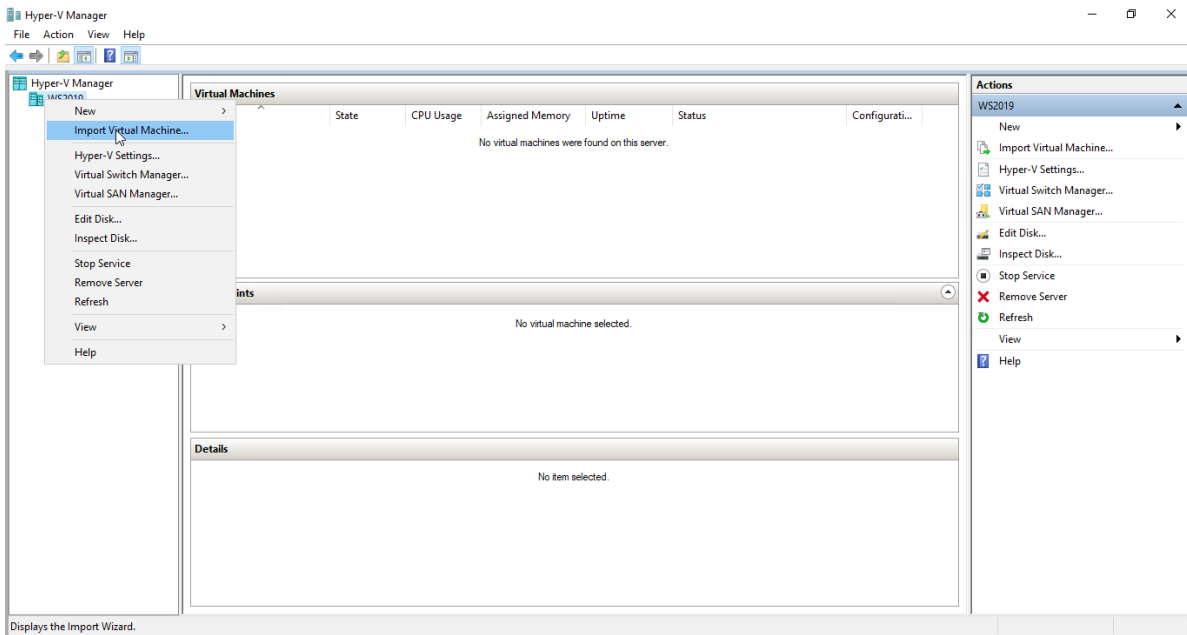 Hyper-V Manager
File Action View Help
Hyper-V Manager
WS2019
New
Import Virtual Machine...
Hyper-V Settings...
Virtual Switch Manager...
Virtual SAN Manager...
Edit Disk...
Inspect Disk...
Stop Service
Remove Server
Refresh
View
Help
Virtual Machines
State CPU Usage Assigned Memory Uptime Status Configurati...
No virtual machines were found on this server.
ints
No virtual machine selected.
Details
No item selected.
Actions
WS2019
New
Import Virtual Machine...
Hyper-V Settings...
Virtual Switch Manager...
Virtual SAN Manager...
Edit Disk...
Inspect Disk...
Stop Service
Remove Server
Refresh
View
Help
Displays the Import Wizard.